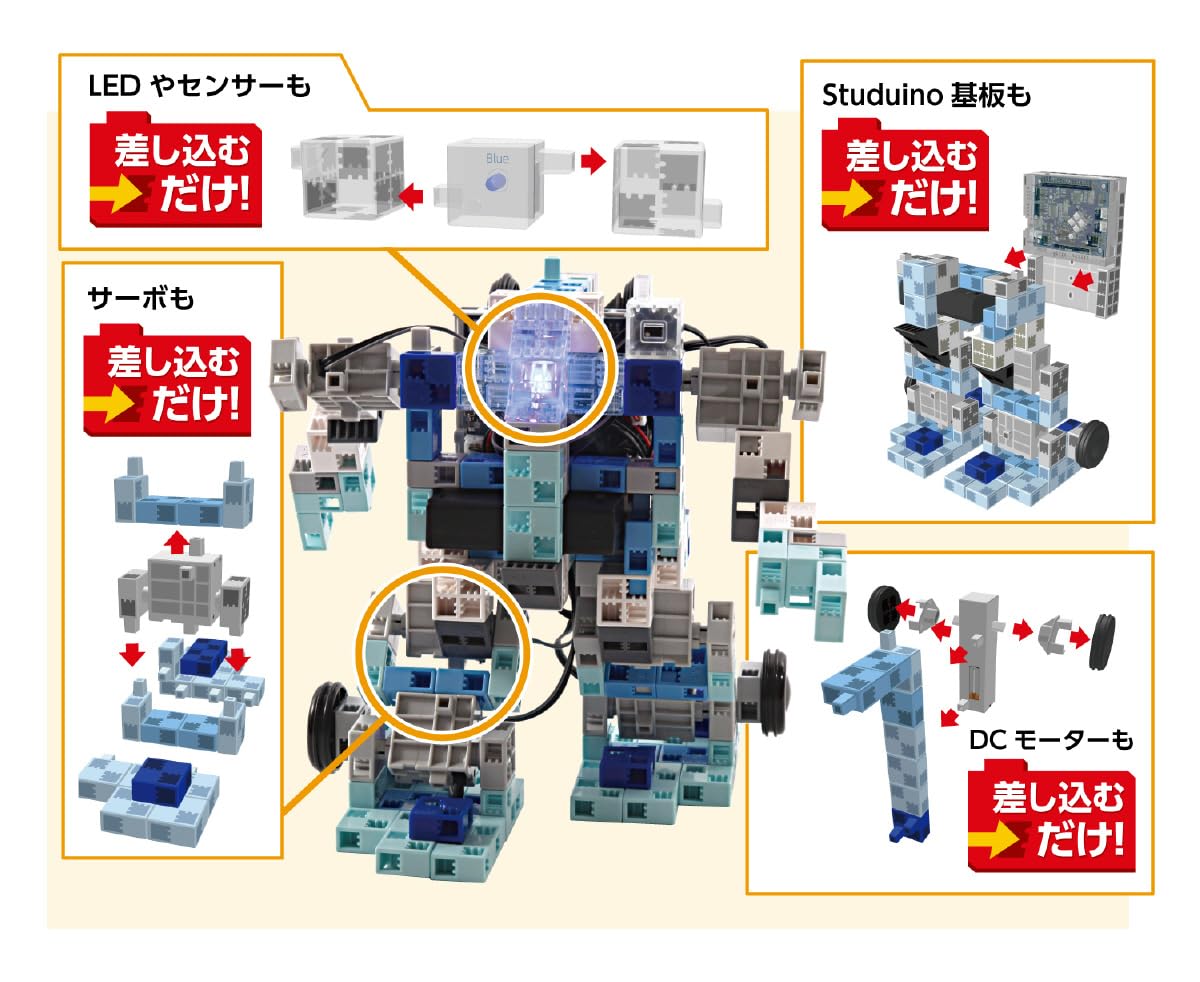 LED やセンサーも
差し込む
だけ!
Blue
Studuino 基板も
差し込む
だけ!
サーボも
差し込む
だけ!
DC モーターも
差し込む
だけ!